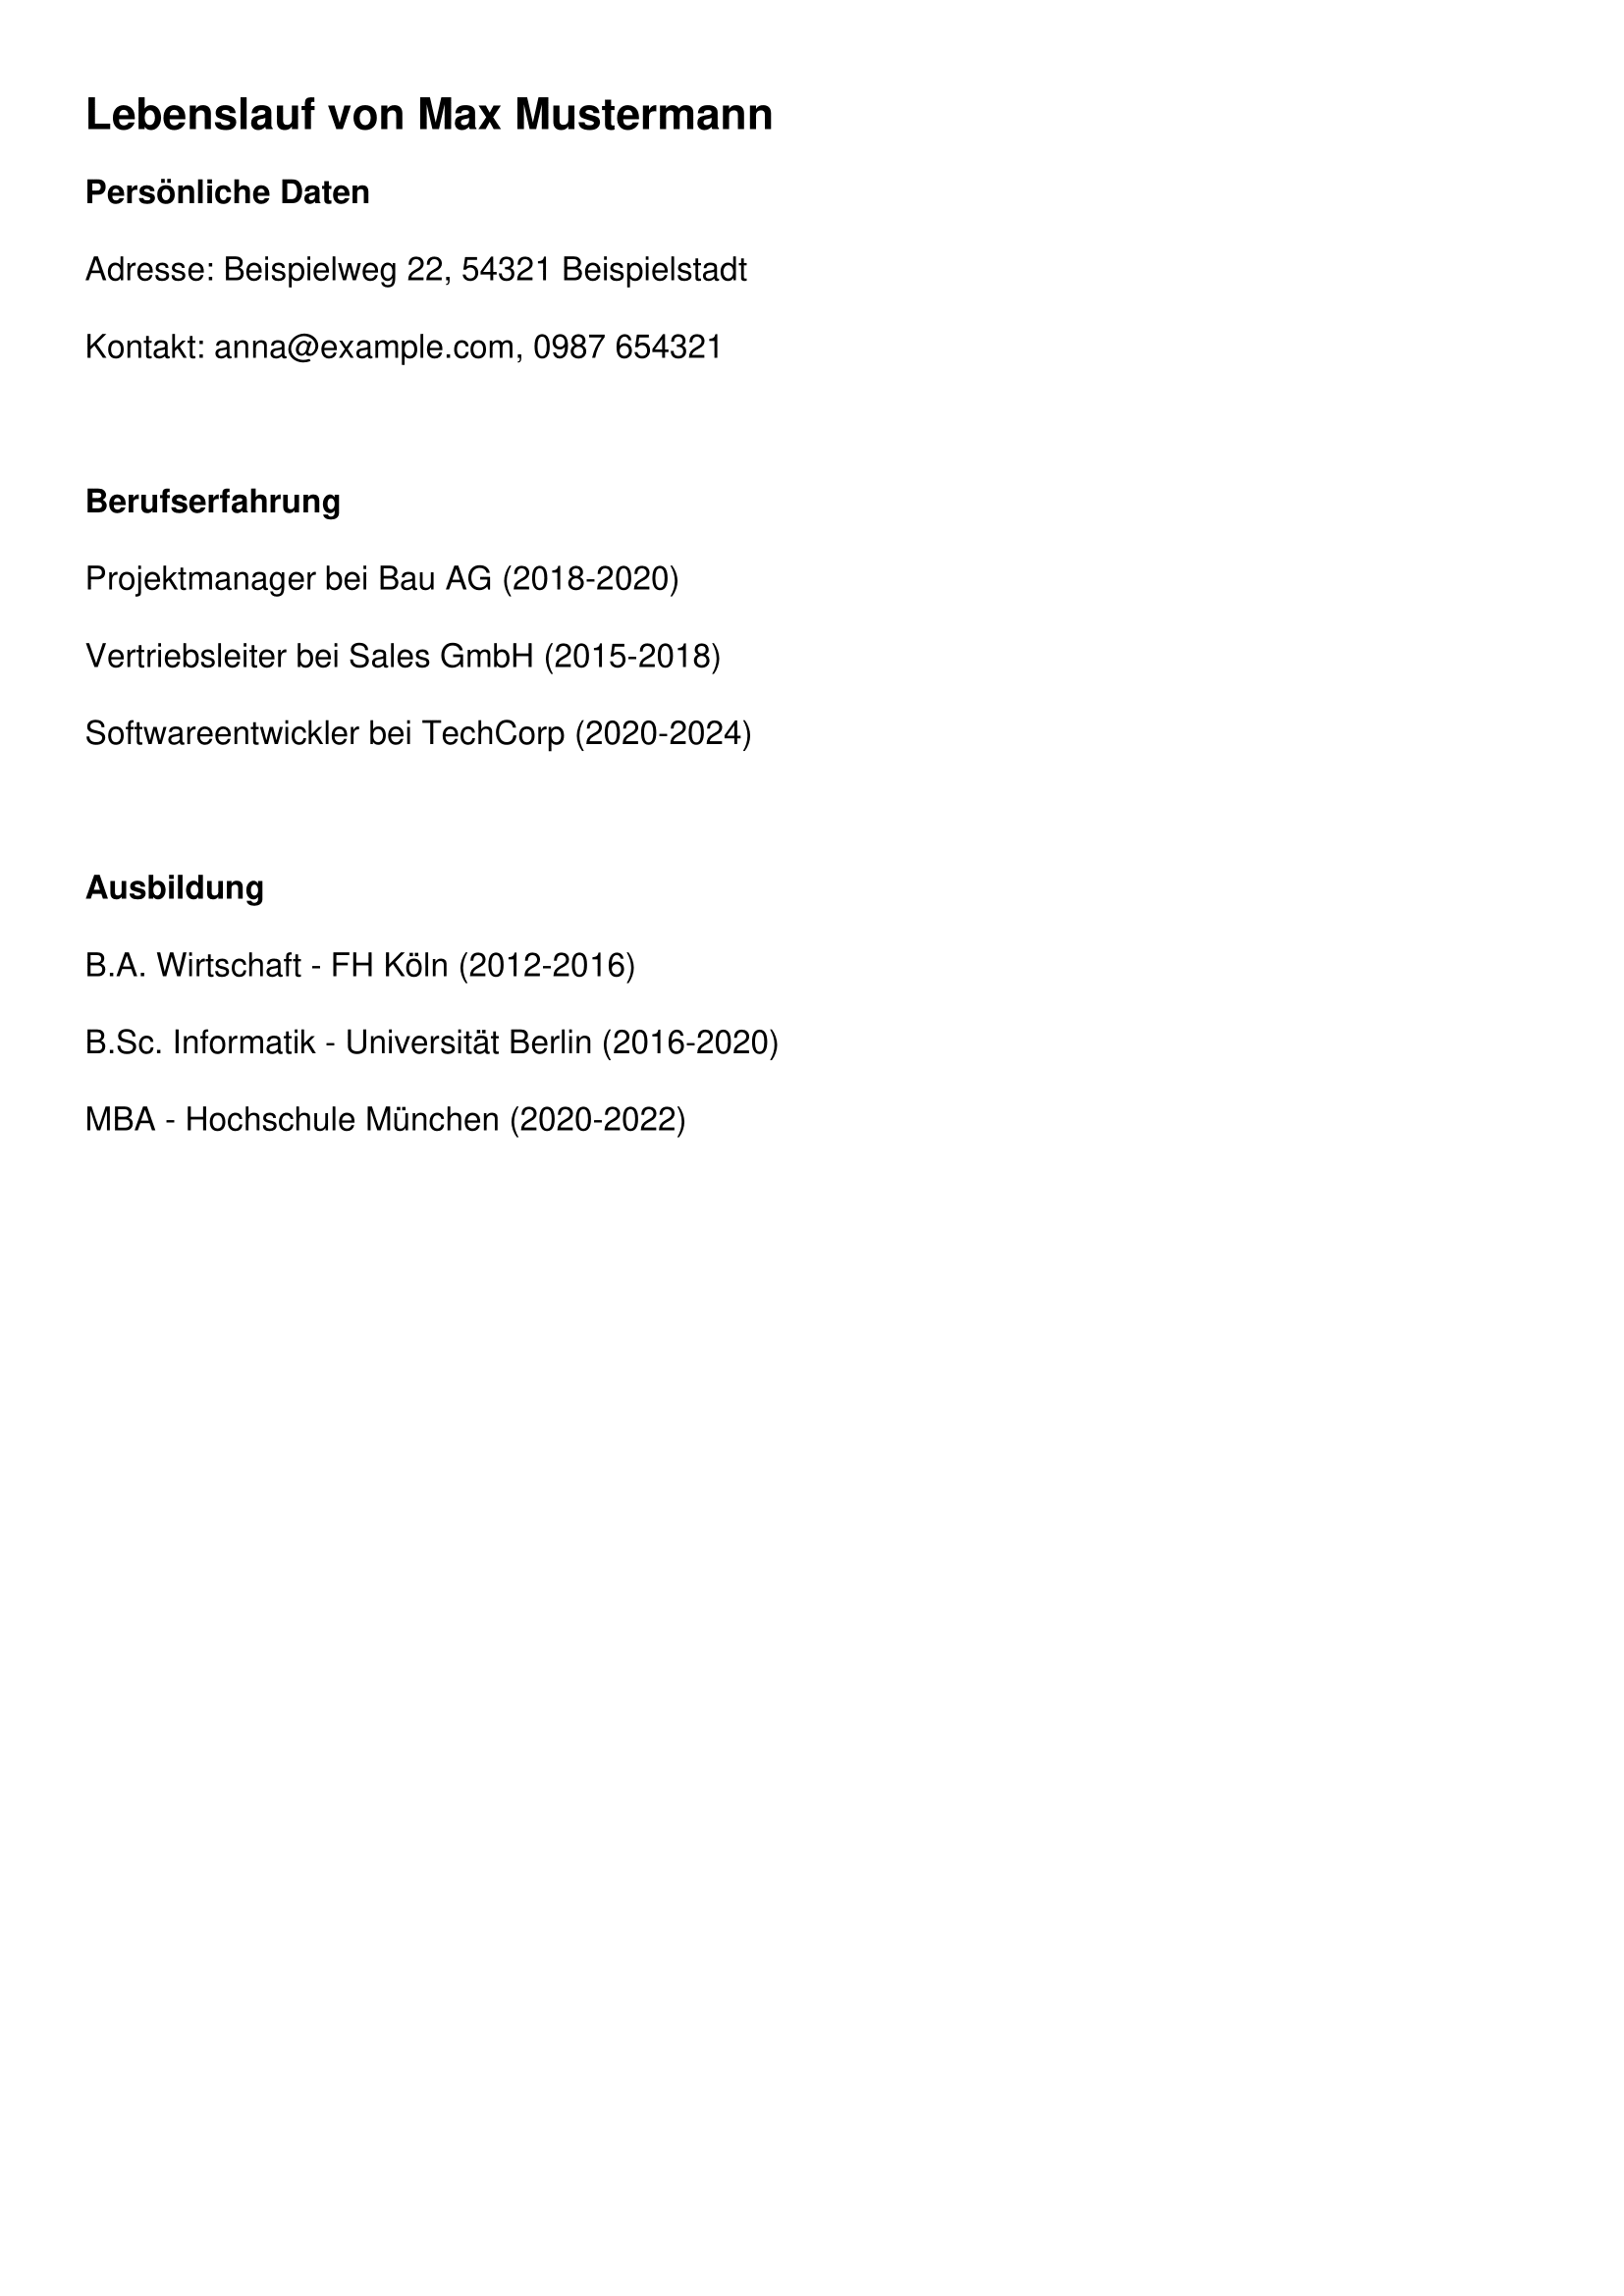 Lebenslauf von Max Mustermann
Persönliche Daten
Adresse: Beispielweg 22, 54321 Beispielstadt
Kontakt: anna@example.com, 0987 654321
Berufserfahrung
Projektmanager bei Bau AG (2018-2020)
Vertriebsleiter bei Sales GmbH (2015-2018)
Softwareentwickler bei TechCorp (2020-2024)
Ausbildung
B.A. Wirtschaft - FH Köln (2012-2016)
B.Sc. Informatik - Universität Berlin (2016-2020)
MBA - Hochschule München (2020-2022)